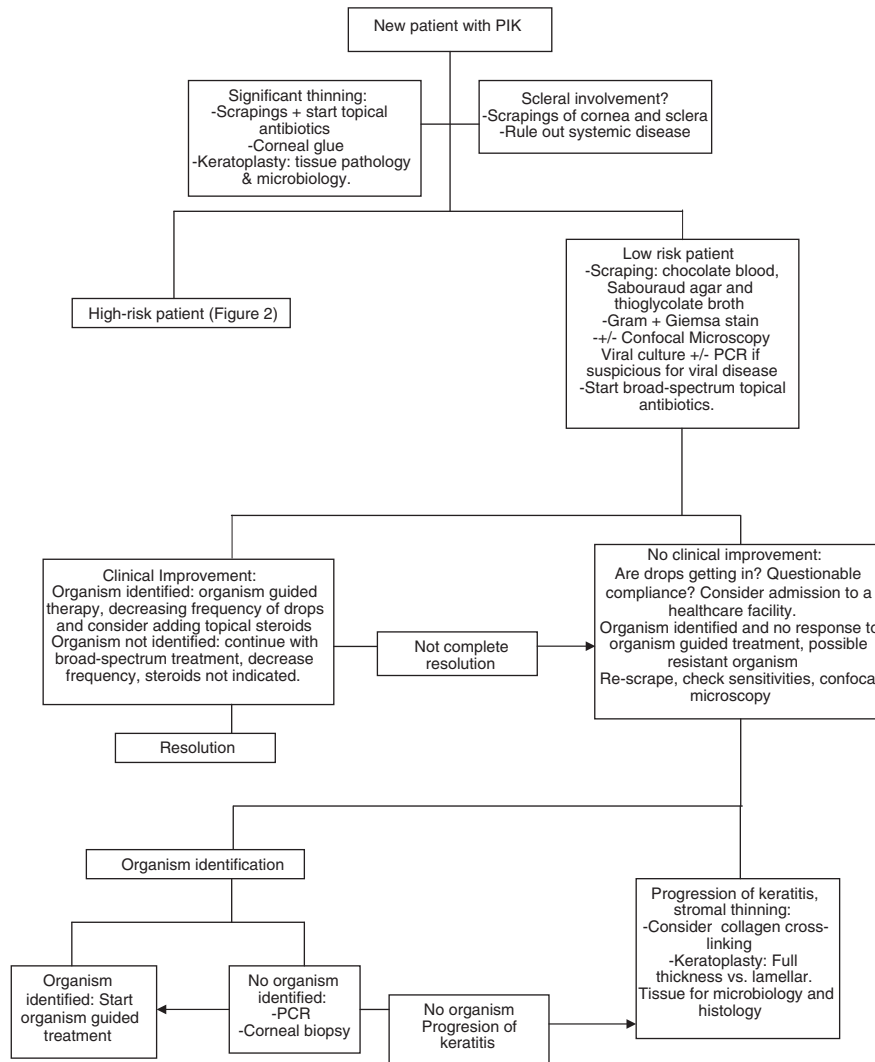 New patient with PIK
Significant thinning:
-Scrapings + start topical
antibiotics
-Corneal glue
-Keratoplasty: tissue pathology
& microbiology.
Scleral involvement?
-Scrapings of cornea and sclera
-Rule out systemic disease
High-risk patient (Figure 2)
Low risk patient
-Scraping: chocolate blood,
Sabouraud agar and
thioglycolate broth
-Gram + Giemsa stain
-+/- Confocal Microscopy
Viral culture +/- PCR if
suspicious for viral disease
-Start broad-spectrum topical
antibiotics.
Clinical Improvement:
Organism identified: organism guided
therapy, decreasing frequency of drops
and consider adding topical steroids
Organism not identified: continue with
broad-spectrum treatment, decrease
frequency, steroids not indicated.
Not complete
resolution
No clinical improvement:
Are drops getting in? Questionable
compliance? Consider admission to a
healthcare facility.
Organism identified and no response to
organism guided treatment, possible
resistant organism
Re-scrape, check sensitivities, confoca
microscopy
Resolution
Organism identification
Progression of keratitis,
stromal thinning:
-Consider collagen cross-
linking
-Keratoplasty: Full
thickness vs. lamellar.
Tissue for microbiology and
histology
Organism
identified: Start
organism guided
treatment
No organism
identified:
-PCR
-Corneal biopsy
No organism
Progresion of
keratitis